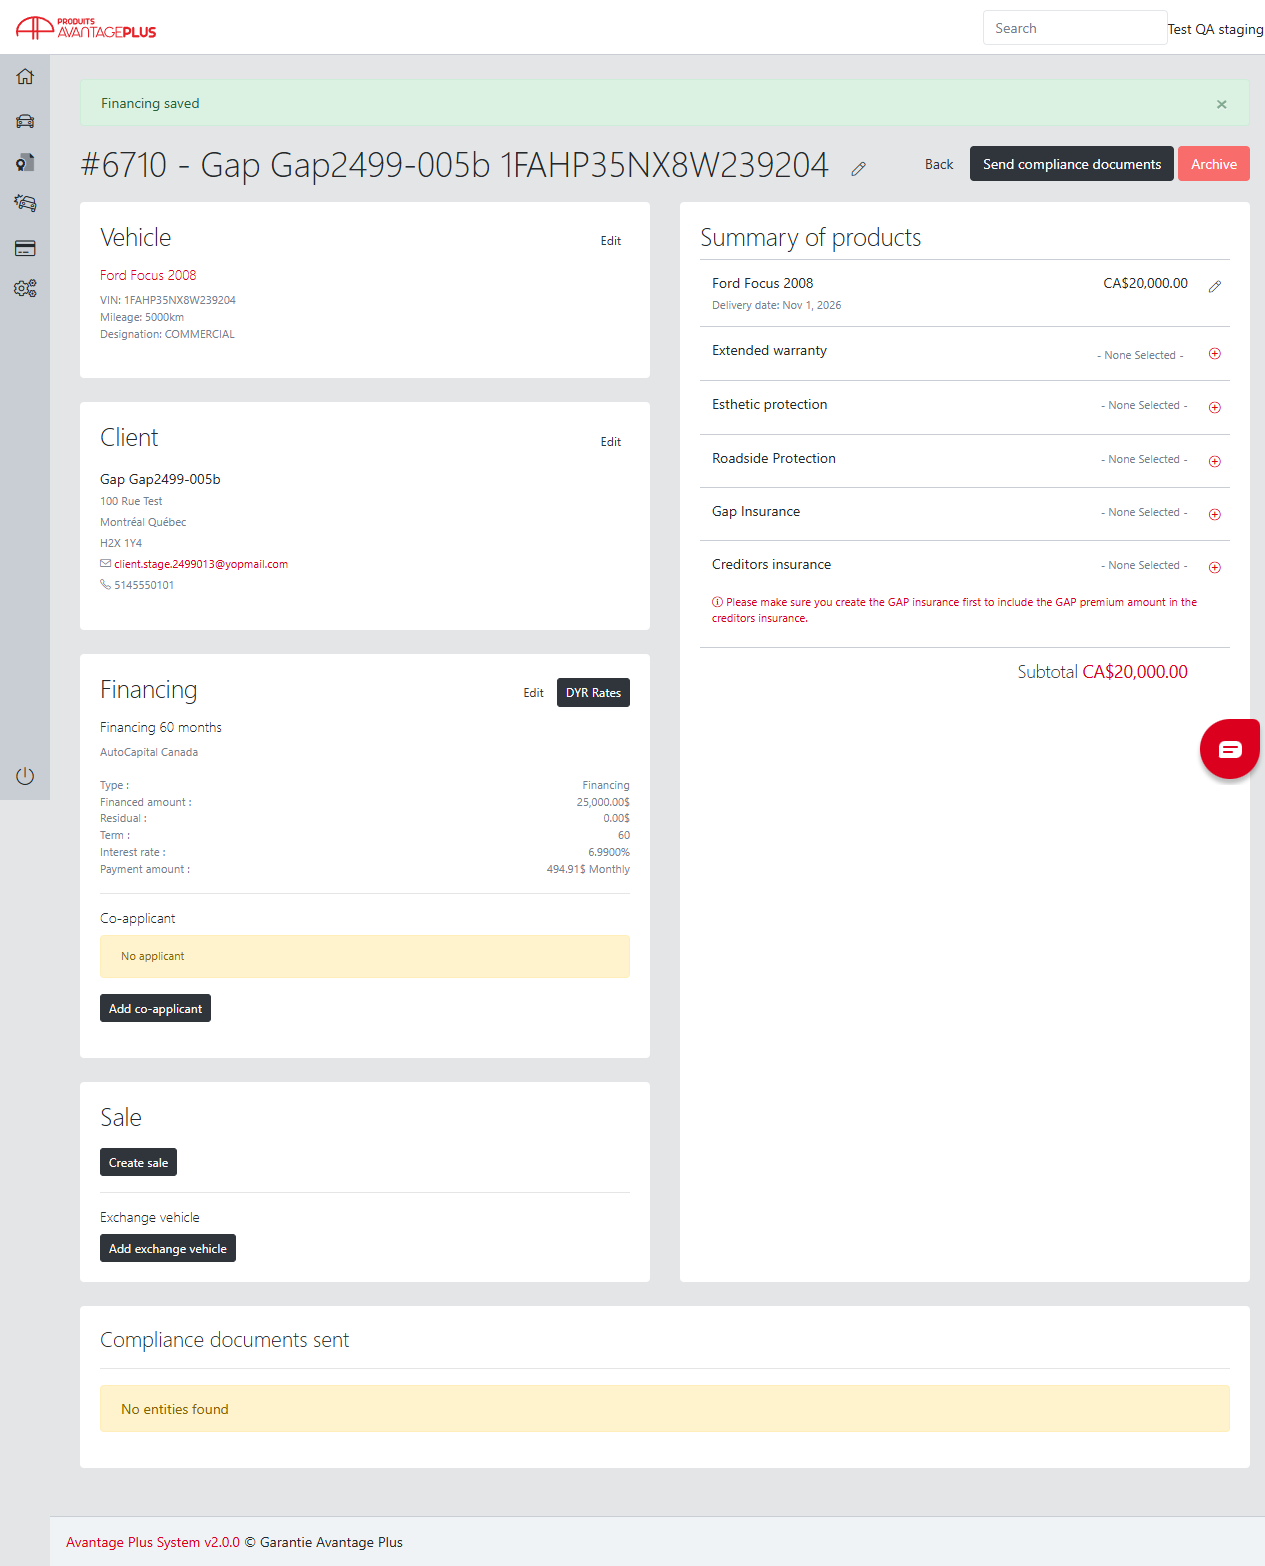 PRODUITS
AVANTAGEPLUS
Search
Test QA staging
Financing saved
×
#6710 - Gap Gap2499-005b 1FAHP35NX8W239204
Back
Send compliance documents
Archive
Vehicle
Edit
Ford Focus 2008
VIN: 1FAHP35NX8W239204
Mileage: 5000km
Designation: COMMERCIAL
Client
Edit
Gap Gap2499-005b
100 Rue Test
Montréal Québec
H2X 1Y4
client.stage.2499013@yopmail.com
5145550101
Financing
Edit
DYR Rates
Financing 60 months
AutoCapital Canada
Type : Financing
Financed amount : 25,000.00$
Residual : 0.00$
Term : 60
Interest rate : 6.9900%
Payment amount : 494.91$ Monthly
Co-applicant
No applicant
Add co-applicant
Sale
Create sale
Exchange vehicle
Add exchange vehicle
Summary of products
Ford Focus 2008 CA$20,000.00
Delivery date: Nov 1, 2026
Extended warranty - None Selected -
Esthetic protection - None Selected -
Roadside Protection - None Selected -
Gap Insurance - None Selected -
Creditors insurance - None Selected -
Please make sure you create the GAP insurance first to include the GAP premium amount in the
creditors insurance.
Subtotal CA$20,000.00
Compliance documents sent
No entities found
Avantage Plus System v2.0.0 © Garantie Avantage Plus